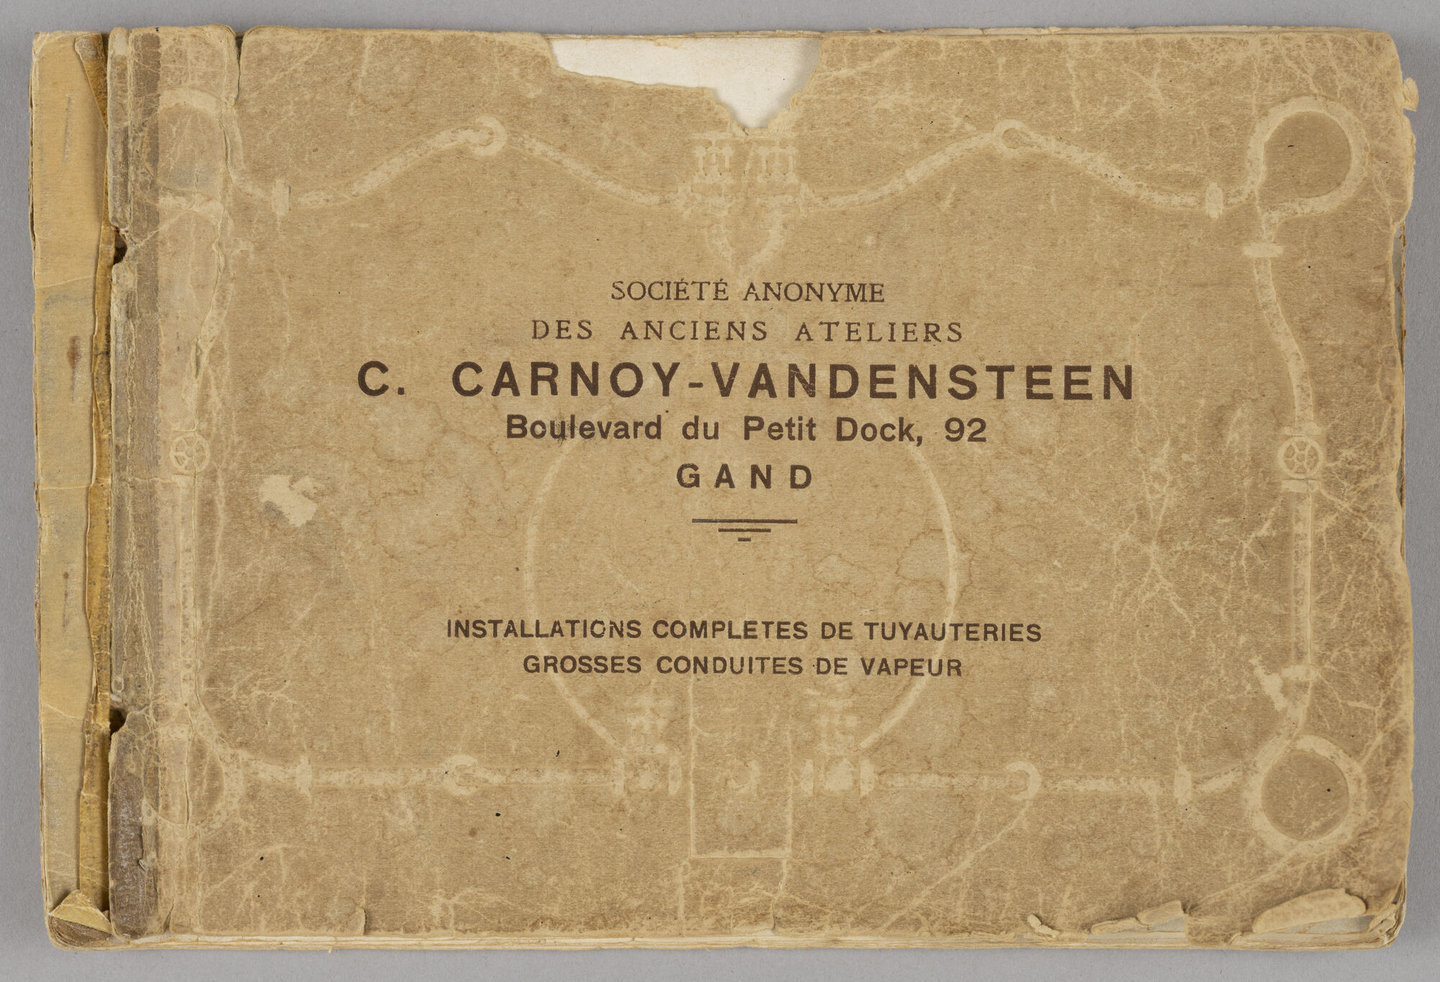 SOCIÉTÉ ANONYME
DES ANCIENS ATELIERS
C. CARNOY-VANDENSTEEN
Boulevard du Petit Dock, 92
GAND
INSTALLATIONS COMPLETES DE TUYAUTERIES
GROSSES CONDUITES DE VAPEUR